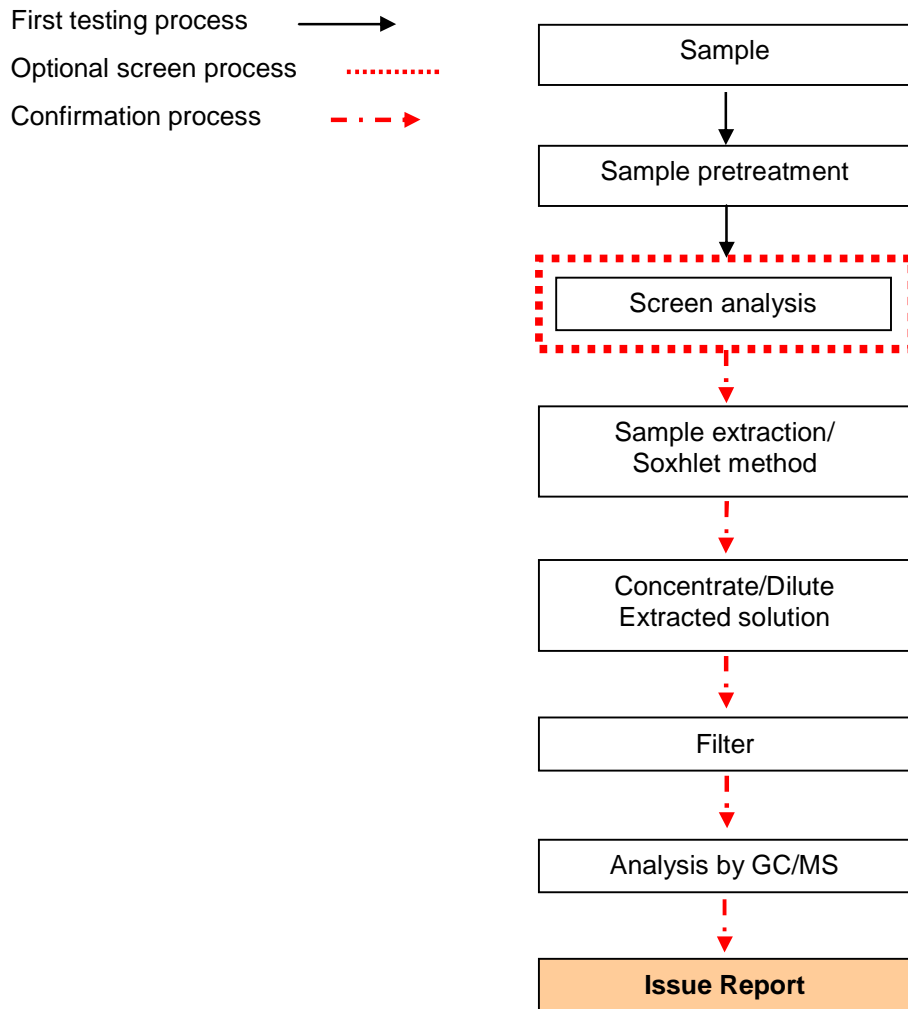 First testing process
Optional screen process
Confirmation process
Sample
Sample pretreatment
Screen analysis
Sample extraction/
Soxhlet method
Concentrate/Dilute
Extracted solution
Filter
Analysis by GC/MS
Issue Report